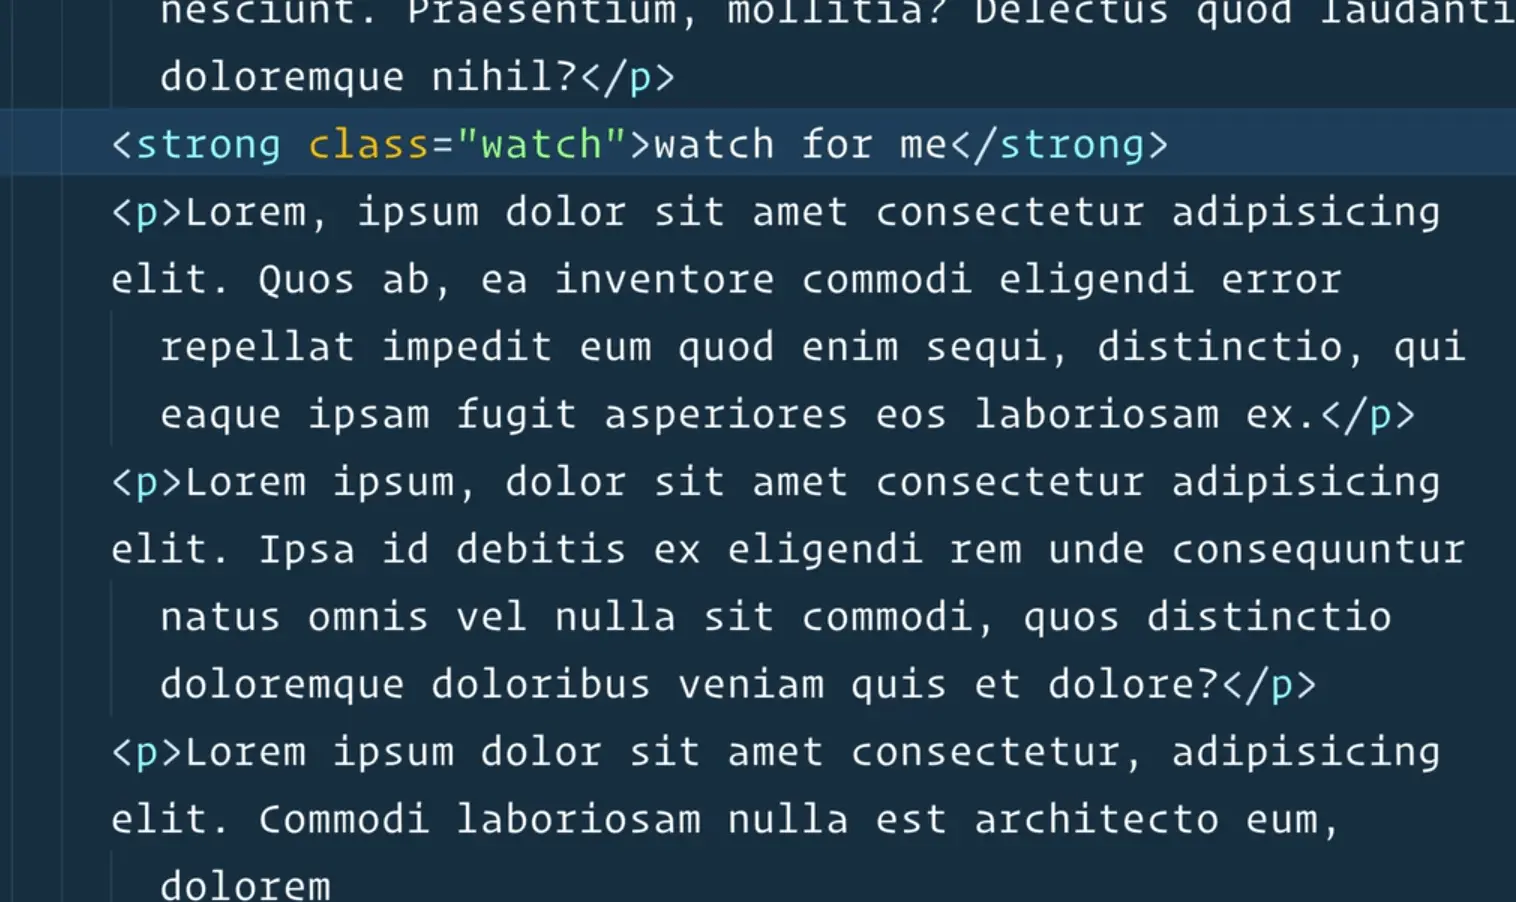 nesciunt. Praesentium, mollitia? Delectus quod laudanti
doloremque nihil?</p>
<strong class="watch">watch for me</strong>
<p>Lorem, ipsum dolor sit amet consectetur adipisicing
elit. Quos ab, ea inventore commodi eligendi error
repellat impedit eum quod enim sequi, distinctio, qui
eaque ipsam fugit asperiores eos laboriosam ex.</p>
<p>Lorem ipsum, dolor sit amet consectetur adipisicing
elit. Ipsa id debitis ex eligendi rem unde consequuntur
natus omnis vel nulla sit commodi, quos distinctio
doloremque doloribus veniam quis et dolore?</p>
<p>Lorem ipsum dolor sit amet consectetur, adipisicing
elit. Commodi laboriosam nulla est architecto eum,
dolorem